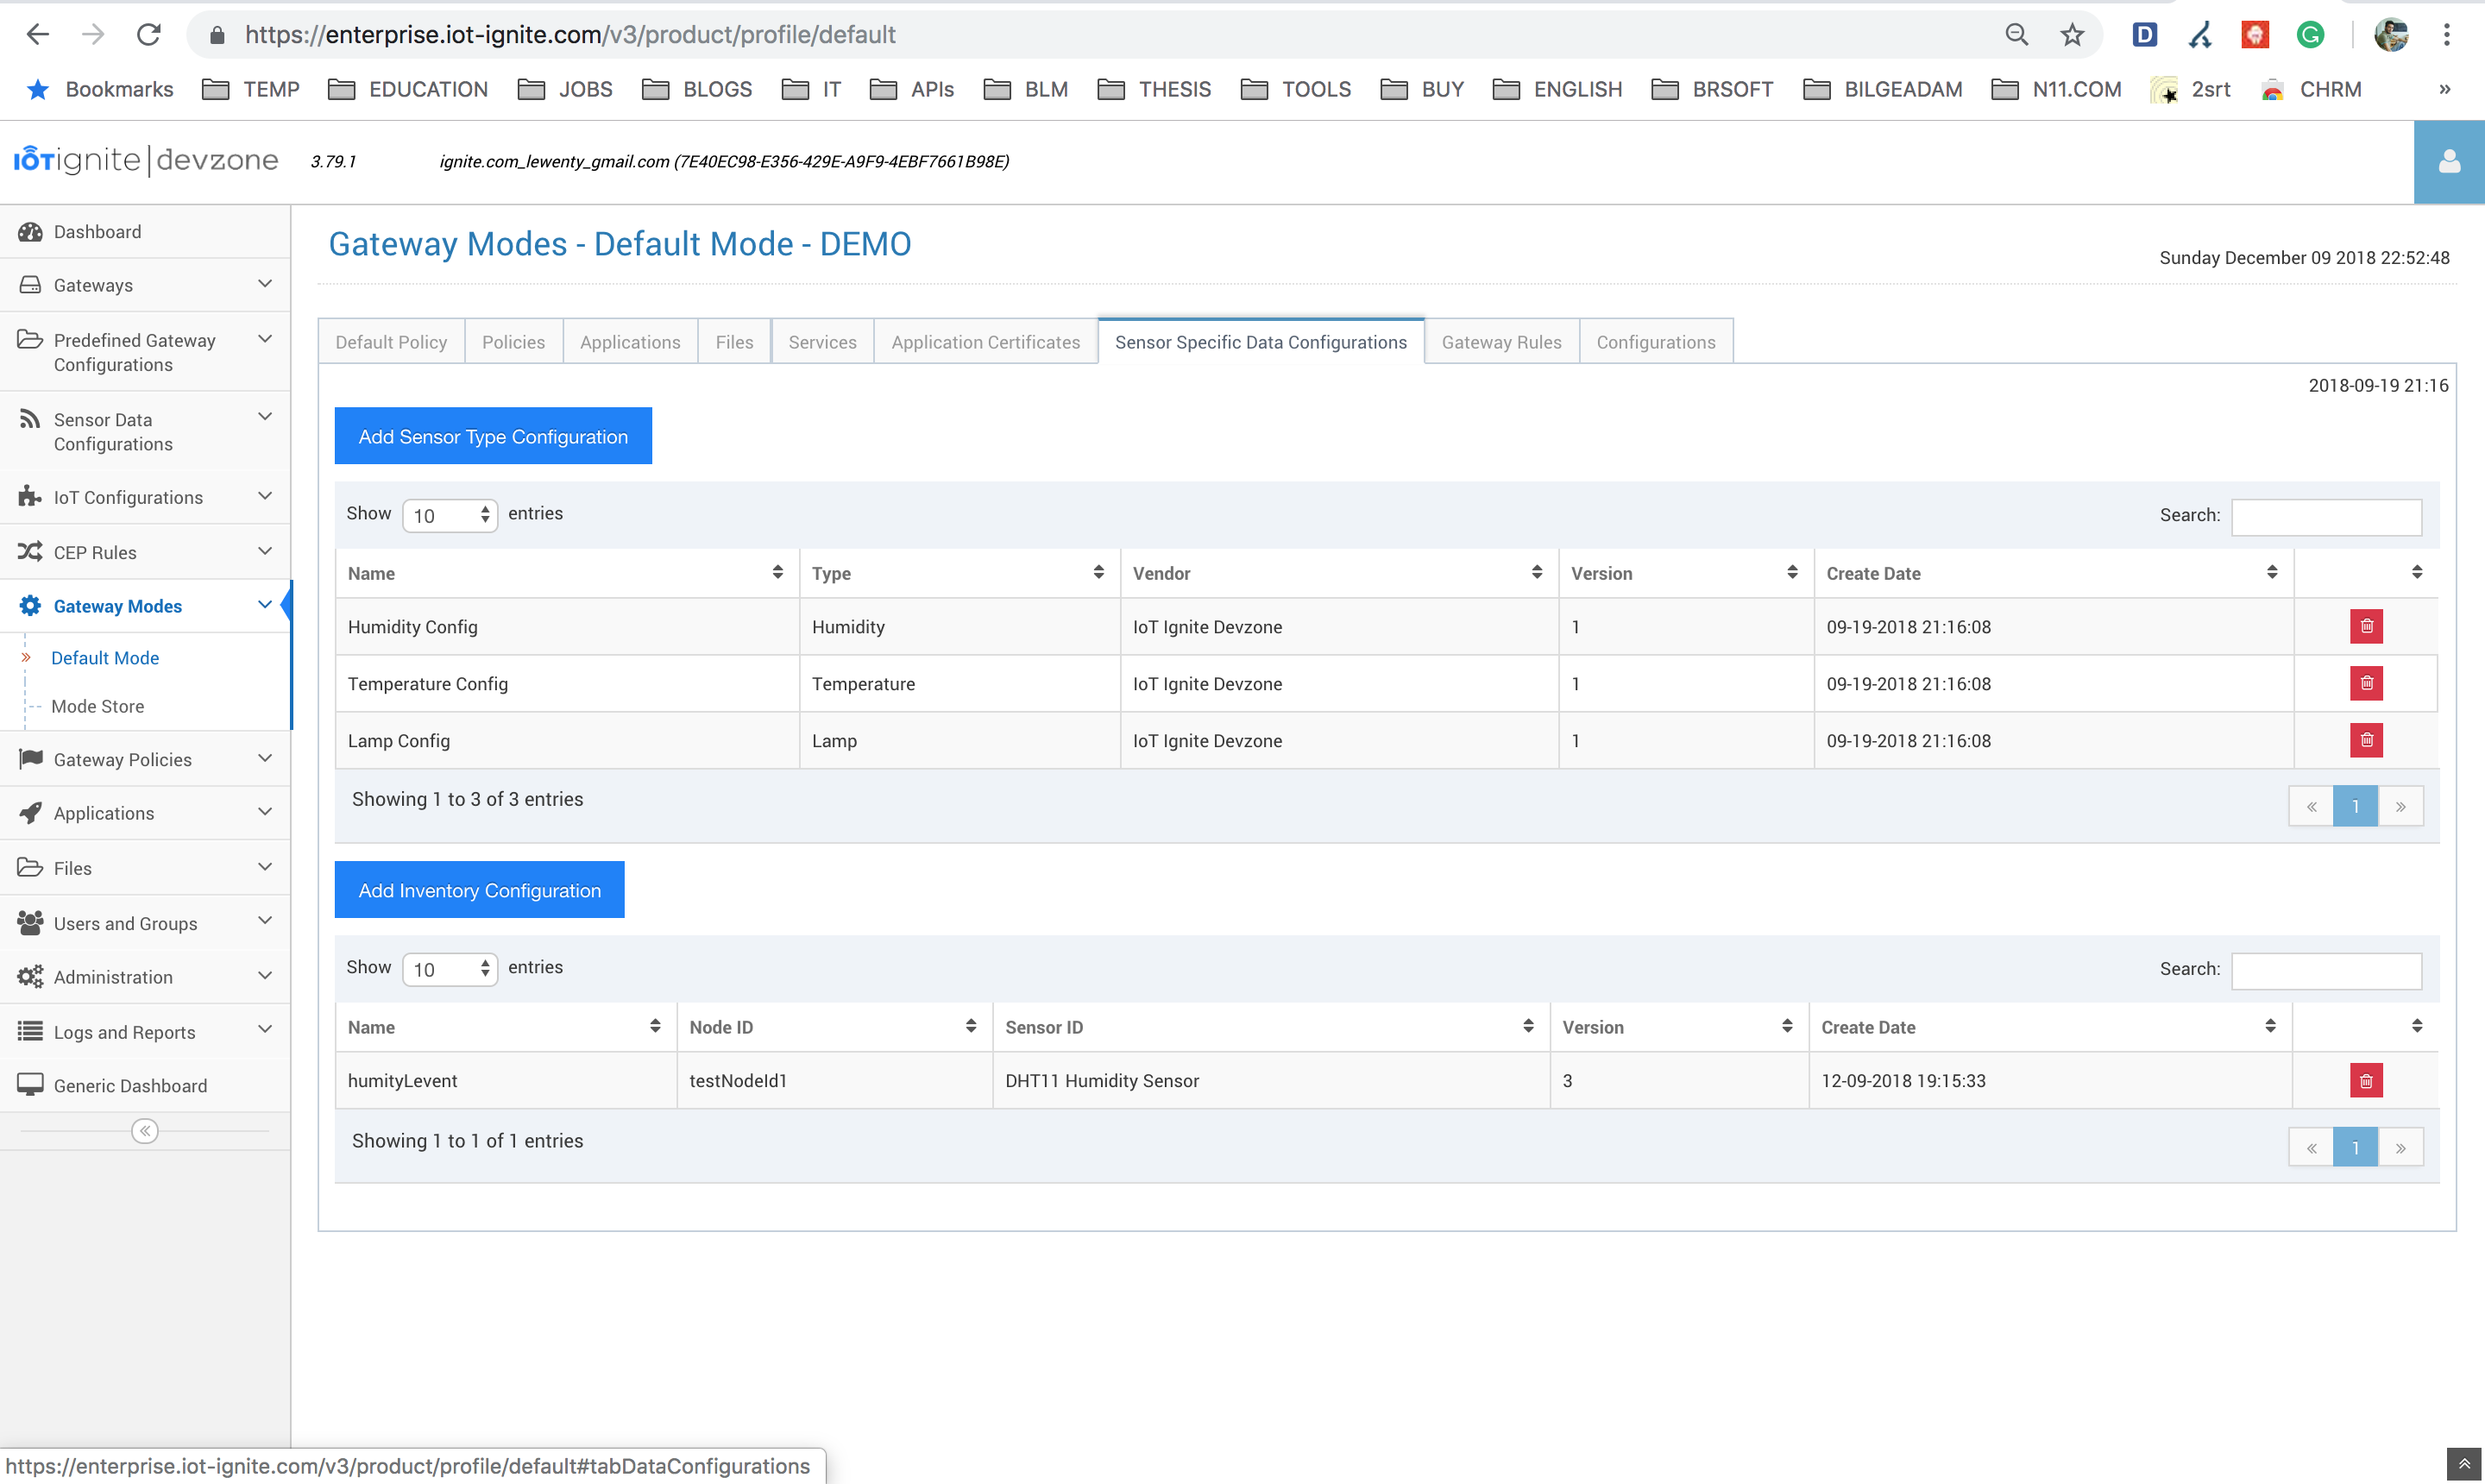 https://enterprise.iot-ignite.com/v3/product/profile/default
Bookmarks TEMP EDUCATION JOBS BLOGS IT APIs BLM THESIS TOOLS BUY ENGLISH BRSOFT BILGEADAM N11.COM 2srt CHRM »
IOTignite|devzone 3.79.1 ignite.com_lewenty_gmail.com (7E40EC98-E356-429E-A9F9-4EBF7661B98E)
Dashboard
Gateways
Predefined Gateway
Configurations
Sensor Data
Configurations
IoT Configurations
CEP Rules
Gateway Modes
Default Mode
Mode Store
Gateway Policies
Applications
Files
Users and Groups
Administration
Logs and Reports
Generic Dashboard
Gateway Modes - Default Mode - DEMO
Sunday December 09 2018 22:52:48
Default Policy Policies Applications Files Services Application Certificates Sensor Specific Data Configurations Gateway Rules Configurations
2018-09-19 21:16
Add Sensor Type Configuration
Show 10 entries Search:
Name Type Vendor Version Create Date
Humidity Config Humidity IoT Ignite Devzone 1 09-19-2018 21:16:08
Temperature Config Temperature IoT Ignite Devzone 1 09-19-2018 21:16:08
Lamp Config Lamp IoT Ignite Devzone 1 09-19-2018 21:16:08
Showing 1 to 3 of 3 entries « 1 »
Add Inventory Configuration
Show 10 entries Search:
Name Node ID Sensor ID Version Create Date
humityLevent testNodeId1 DHT11 Humidity Sensor 3 12-09-2018 19:15:33
Showing 1 to 1 of 1 entries « 1 »
https://enterprise.iot-ignite.com/v3/product/profile/default#tabDataConfigurations